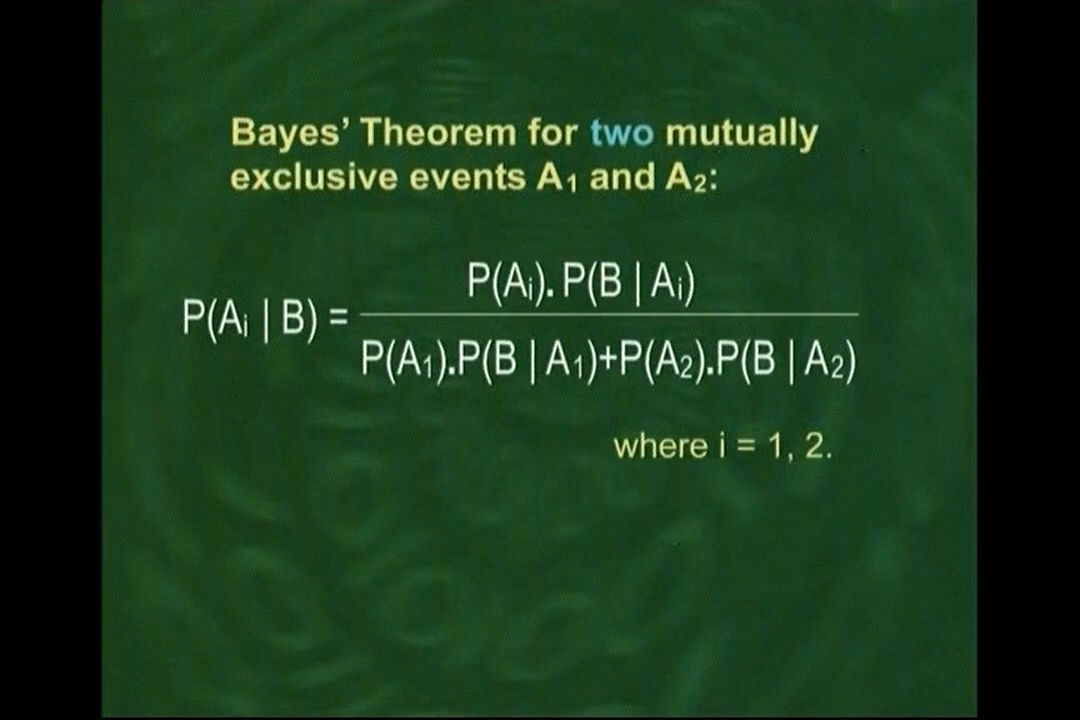 Bayes' Theorem for two mutually
exclusive events A₁ and A₂:
P(Aᵢ | B) = P(Aᵢ). P(B | Aᵢ) / P(A₁).P(B | A₁)+P(A₂).P(B | A₂)
where i = 1, 2.